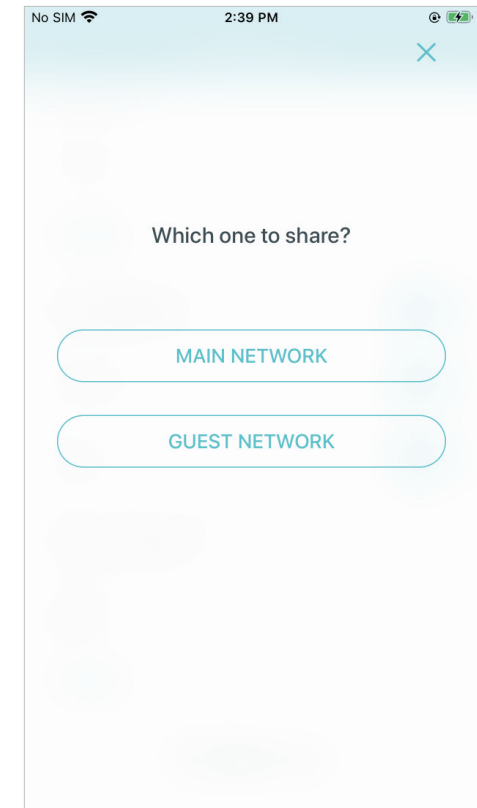 No SIM 2:39 PM
Which one to share?
MAIN NETWORK
GUEST NETWORK